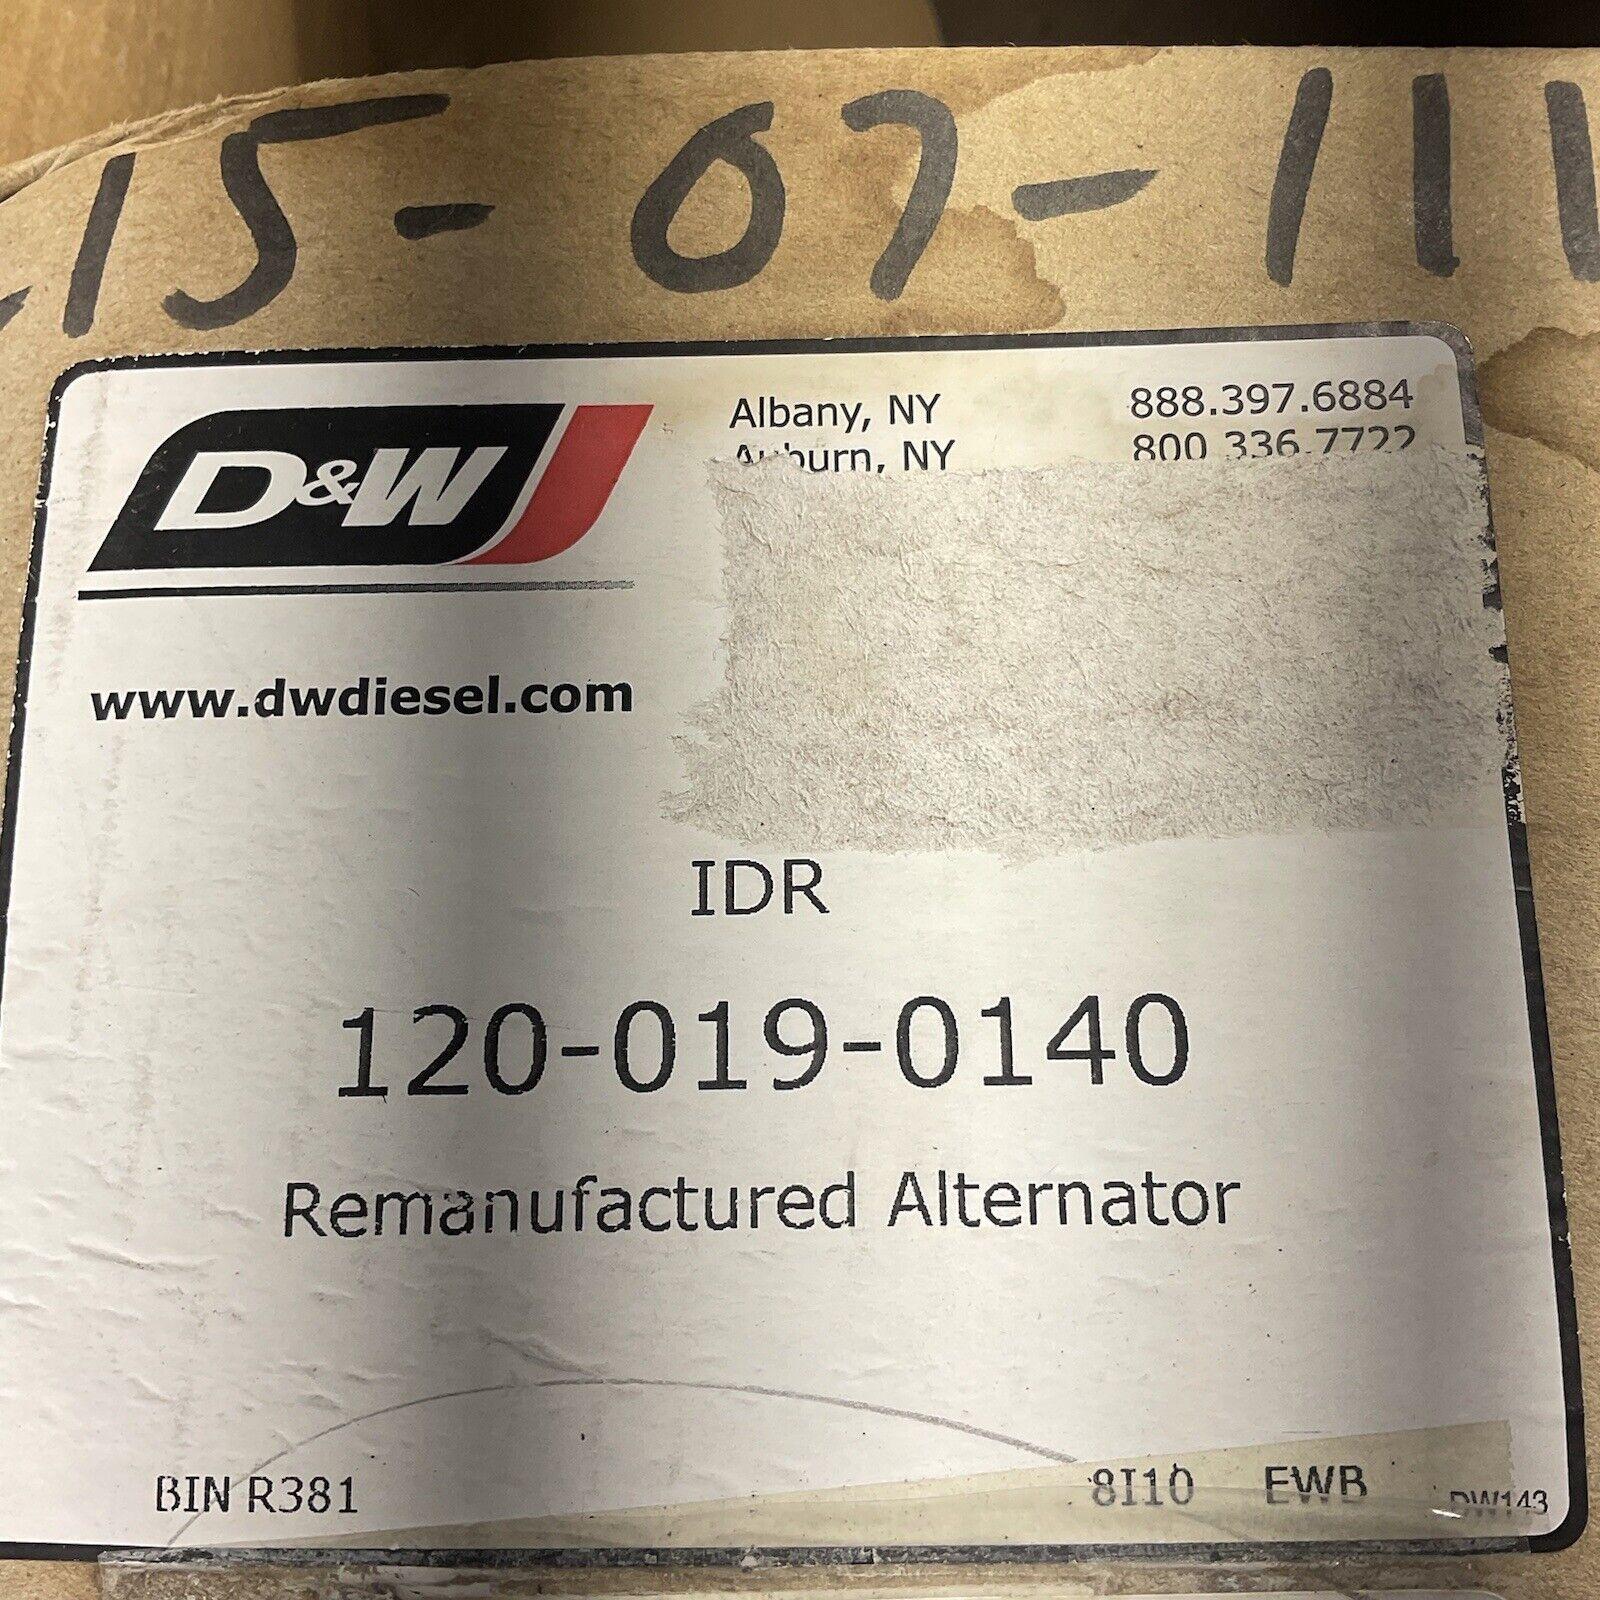 -15-07-111
D&W
Albany, NY 888.397.6884
Auburn, NY 800.336.7722
www.dwdiesel.com
IDR
120-019-0140
Remanufactured Alternator
BIN R381 8I10 EWB DW143